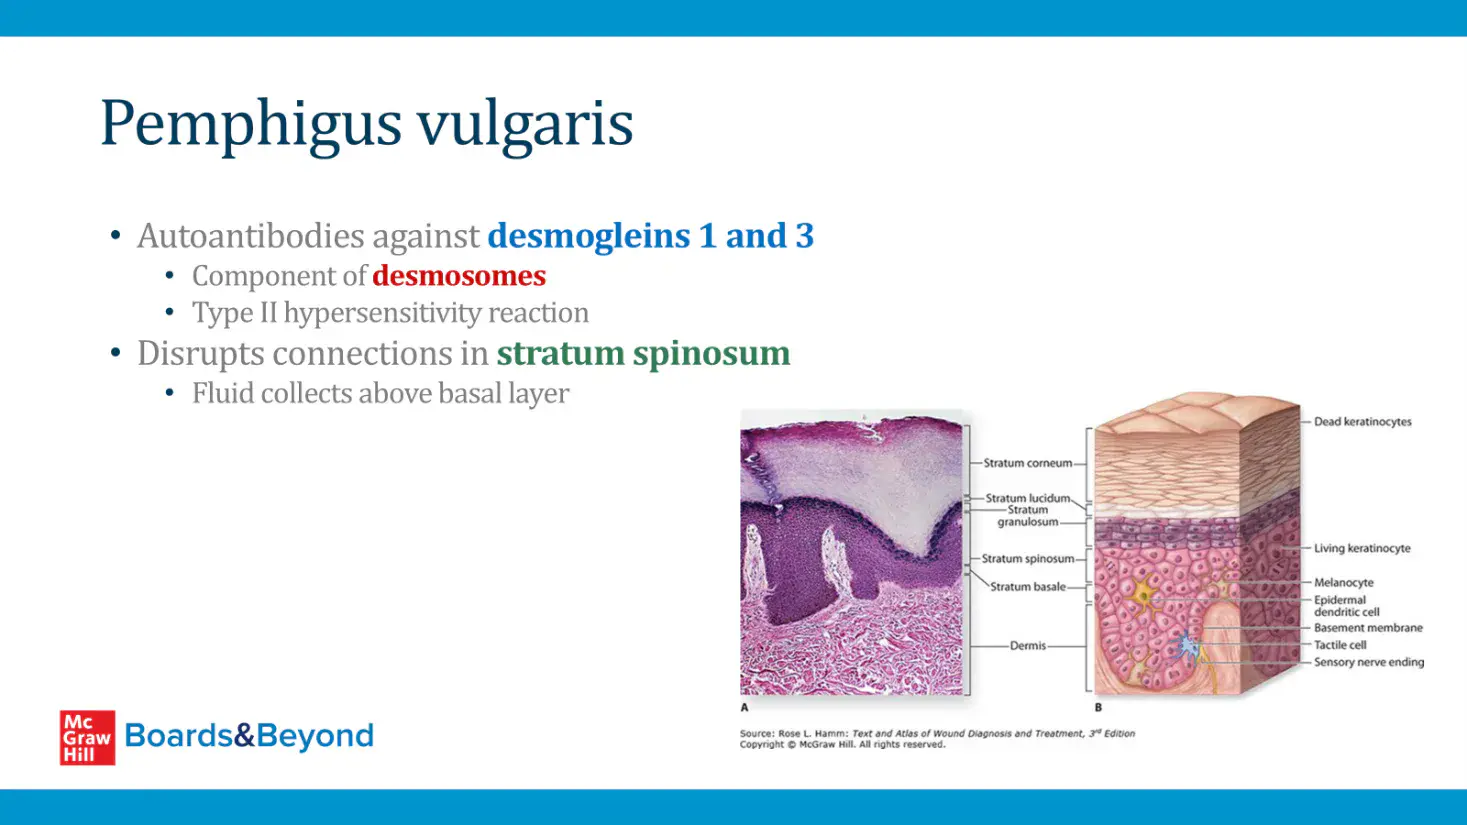 Pemphigus vulgaris
• Autoantibodies against desmogleins 1 and 3
• Component of desmosomes
• Type II hypersensitivity reaction
• Disrupts connections in stratum spinosum
• Fluid collects above basal layer
Stratum corneum
Stratum lucidum
Stratum
granulosum
Stratum spinosum
Stratum basale
Dermis
Dead keratinocytes
Living keratinocyte
Melanocyte
Epidermal
dendritic cell
Basement membrane
Tactile cell
Sensory nerve ending
A
B
Source: Rose L. Hamm: Text and Atlas of Wound Diagnosis and Treatment, 3rd Edition
Copyright © McGraw Hill. All rights reserved.
Mc
Graw
Hill
Boards&Beyond